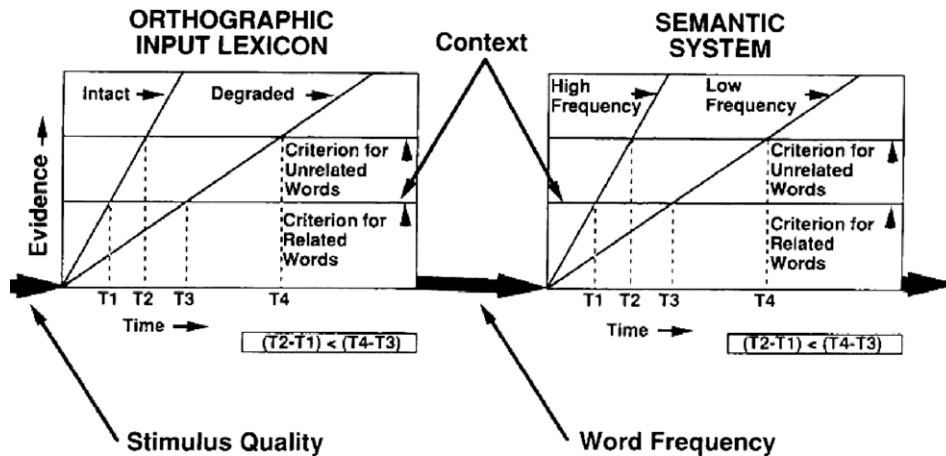 ORTHOGRAPHIC
INPUT LEXICON
Context
SEMANTIC
SYSTEM
Intact
Degraded
Criterion for
Unrelated
Words
Criterion for
Related
Words
Evidence
T1 T2 T3 T4
Time
(T2-T1) < (T4-T3)
High
Frequency
Low
Frequency
Criterion for
Unrelated
Words
Criterion for
Related
Words
T1 T2 T3 T4
Time
(T2-T1) < (T4-T3)
Stimulus Quality
Word Frequency